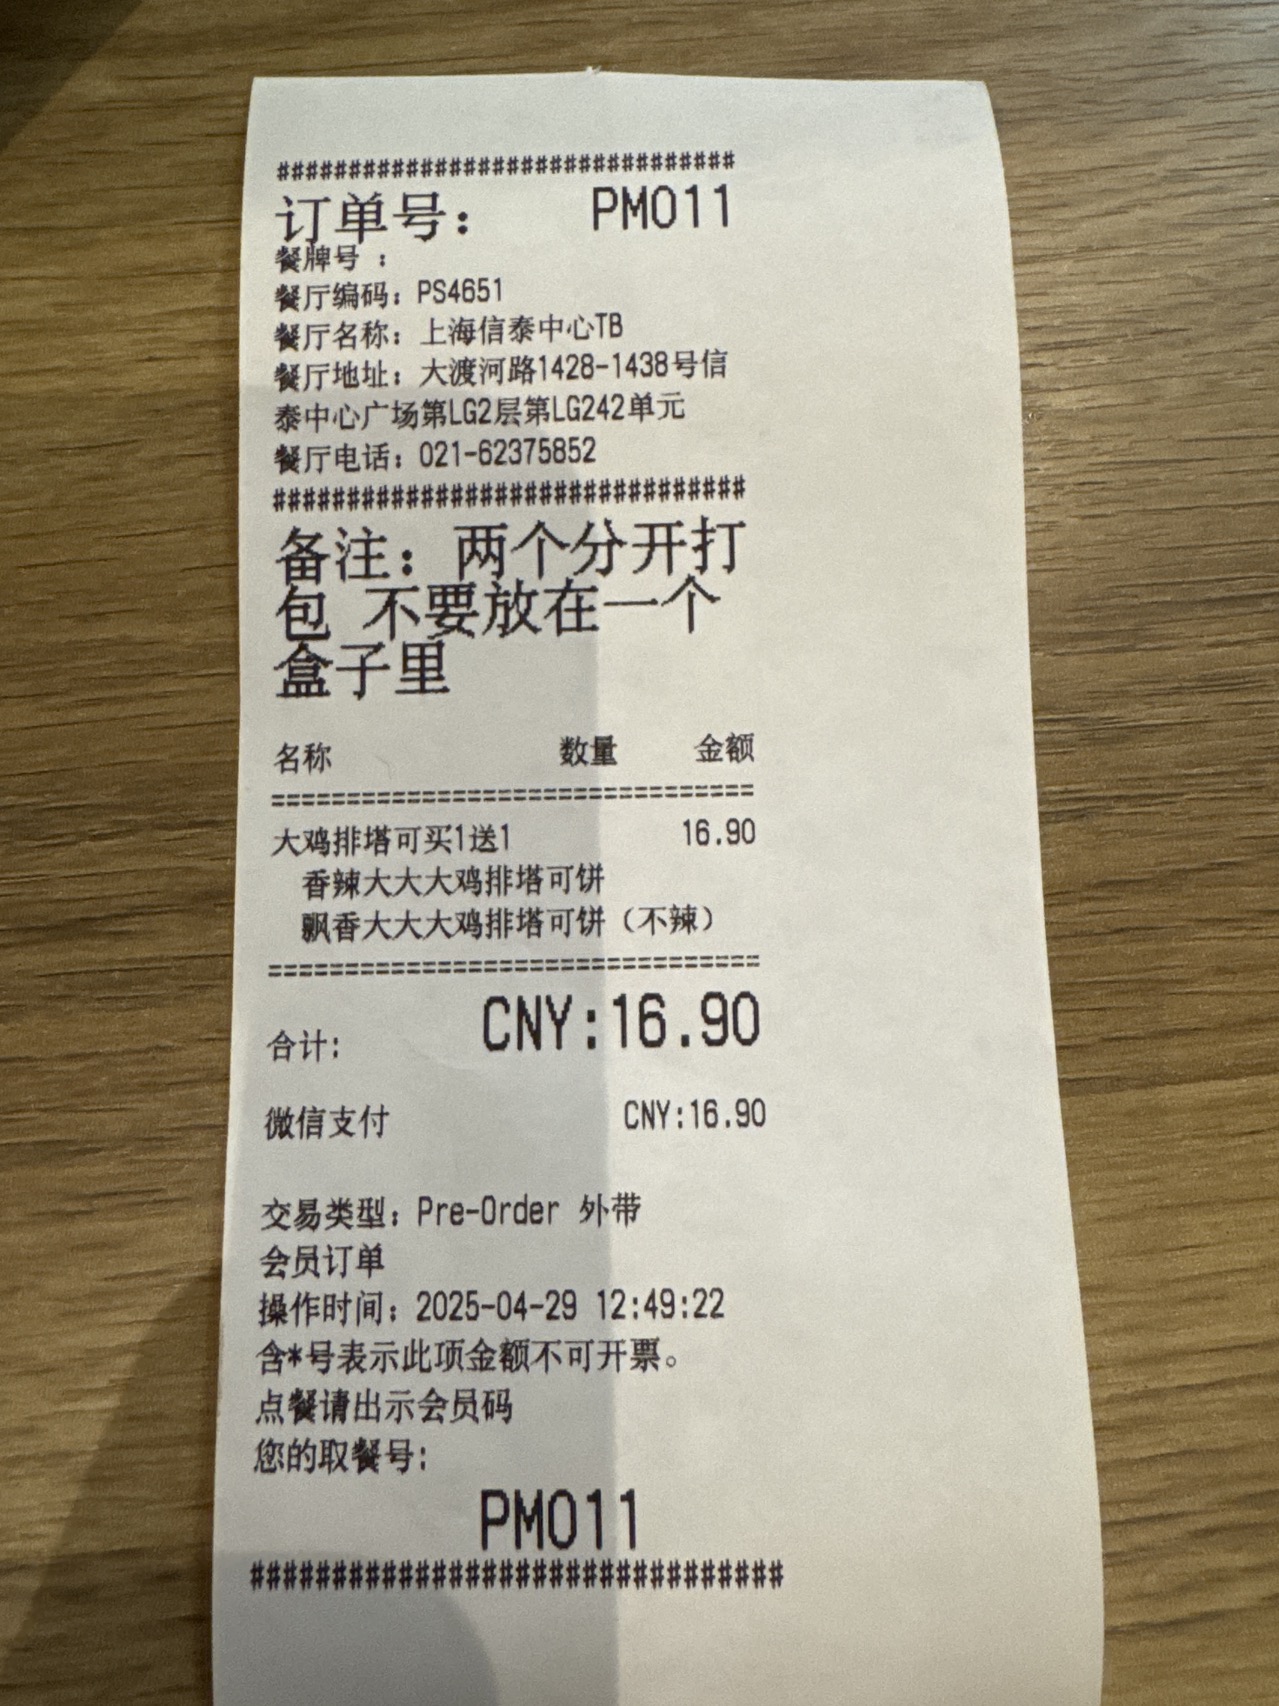 ################################
订单号： PM011
餐牌号 ：
餐厅编码：PS4651
餐厅名称：上海信泰中心TB
餐厅地址：大渡河路1428-1438号信
泰中心广场第LG2层第LG242单元
餐厅电话：021-62375852
################################
备注：两个分开打
包 不要放在一个
盒子里
名称 数量 金额
================================
大鸡排塔可买1送1 16.90
香辣大大大鸡排塔可饼
飘香大大大鸡排塔可饼（不辣）
================================
合计: CNY:16.90
微信支付 CNY:16.90
交易类型：Pre-Order 外带
会员订单
操作时间：2025-04-29 12:49:22
含*号表示此项金额不可开票。
点餐请出示会员码
您的取餐号:
PM011
################################